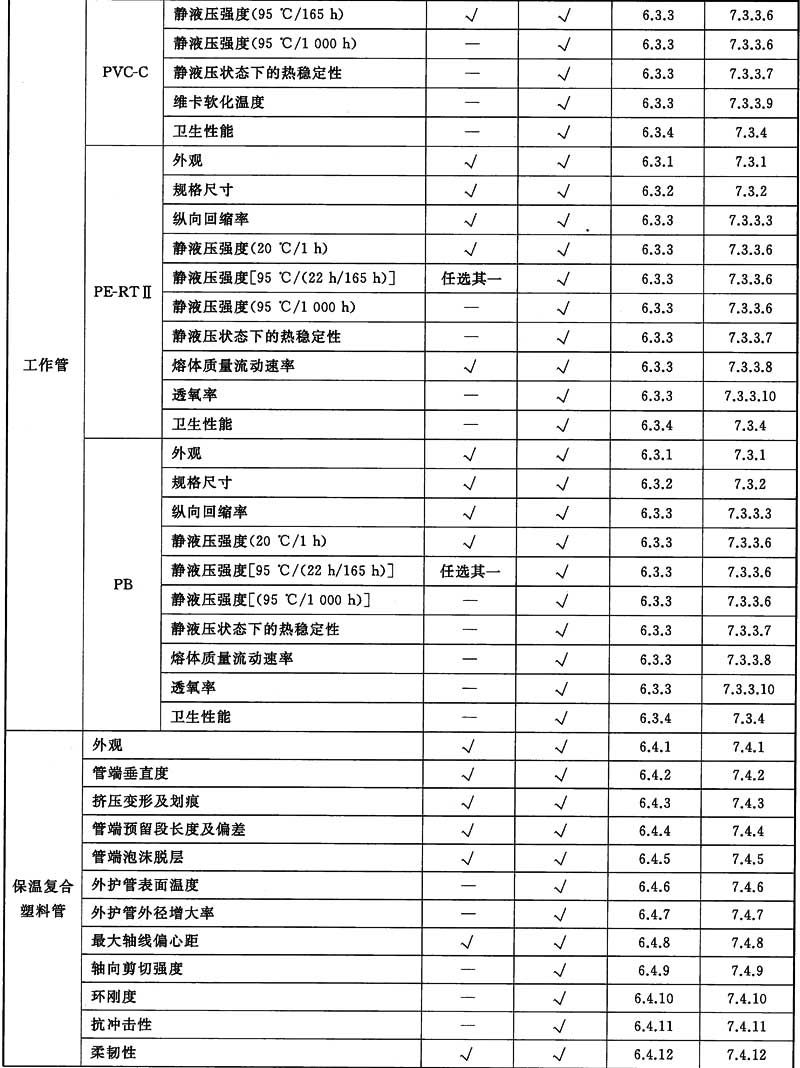 静液压强度(95 ℃/165 h) √ √ 6.3.3 7.3.3.6
静液压强度(95 ℃/1 000 h) — √ 6.3.3 7.3.3.6
PVC-C 静液压状态下的热稳定性 — √ 6.3.3 7.3.3.7
维卡软化温度 — √ 6.3.3 7.3.3.9
卫生性能 — √ 6.3.4 7.3.4
外观 √ √ 6.3.1 7.3.1
规格尺寸 √ √ 6.3.2 7.3.2
纵向回缩率 √ √ 6.3.3 7.3.3.3
静液压强度(20 ℃/1 h) √ √ 6.3.3 7.3.3.6
静液压强度[95 ℃/(22 h/165 h)] 任选其一 √ 6.3.3 7.3.3.6
PE-RTⅡ 静液压强度(95 ℃/1 000 h) — √ 6.3.3 7.3.3.6
静液压状态下的热稳定性 — √ 6.3.3 7.3.3.7
工作管 熔体质量流动速率 √ √ 6.3.3 7.3.3.8
透氧率 — √ 6.3.3 7.3.3.10
卫生性能 — √ 6.3.4 7.3.4
外观 √ √ 6.3.1 7.3.1
规格尺寸 √ √ 6.3.2 7.3.2
纵向回缩率 √ √ 6.3.3 7.3.3.3
静液压强度(20 ℃/1 h) √ √ 6.3.3 7.3.3.6
静液压强度[95 ℃/(22 h/165 h)] 任选其一 √ 6.3.3 7.3.3.6
PB 静液压强度[(95 ℃/1 000 h)] — √ 6.3.3 7.3.3.6
静液压状态下的热稳定性 — √ 6.3.3 7.3.3.7
熔体质量流动速率 — √ 6.3.3 7.3.3.8
透氧率 — √ 6.3.3 7.3.3.10
卫生性能 — √ 6.3.4 7.3.4
外观 √ √ 6.4.1 7.4.1
管端垂直度 √ √ 6.4.2 7.4.2
挤压变形及划痕 √ √ 6.4.3 7.4.3
管端预留段长度及偏差 √ √ 6.4.4 7.4.4
管端泡沫脱层 √ √ 6.4.5 7.4.5
保温复合 外护管表面温度 — √ 6.4.6 7.4.6
塑料管 外护管外径增大率 — √ 6.4.7 7.4.7
最大轴线偏心距 √ √ 6.4.8 7.4.8
轴向剪切强度 — √ 6.4.9 7.4.9
环刚度 — √ 6.4.10 7.4.10
抗冲击性 — √ 6.4.11 7.4.11
柔韧性 √ √ 6.4.12 7.4.12